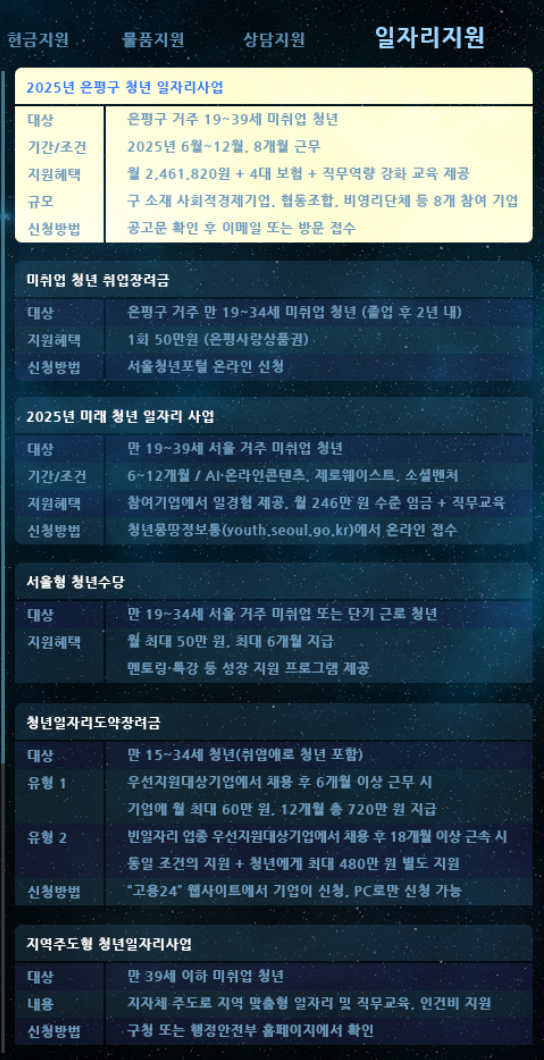 현금지원 물품지원 상담지원 일자리지원
2025년 은평구 청년 일자리사업
대상 은평구 거주 19~39세 미취업 청년
기간/조건 2025년 6월~12월, 8개월 근무
지원혜택 월 2,461,820원 + 4대 보험 + 직무역량 강화 교육 제공
규모 구 소재 사회적경제기업, 협동조합, 비영리단체 등 8개 참여 기업
신청방법 공고문 확인 후 이메일 또는 방문 접수
미취업 청년 취업장려금
대상 은평구 거주 만 19~34세 미취업 청년 (졸업 후 2년 내)
지원혜택 1회 50만원 (은평사랑상품권)
신청방법 서울청년포털 온라인 신청
2025년 미래 청년 일자리 사업
대상 만 19~39세 서울 거주 미취업 청년
기간/조건 6~12개월 / AI·온라인콘텐츠, 제로웨이스트, 소셜벤처
지원혜택 참여기업에서 일경험 제공, 월 246만 원 수준 임금 + 직무교육
신청방법 청년몽땅정보통(youth.seoul.go.kr)에서 온라인 접수
서울형 청년수당
대상 만 19~34세 서울 거주 미취업 또는 단기 근로 청년
지원혜택 월 최대 50만 원, 최대 6개월 지급
멘토링·특강 등 성장 지원 프로그램 제공
청년일자리도약장려금
대상 만 15~34세 청년(취업애로 청년 포함)
유형 1 우선지원대상기업에서 채용 후 6개월 이상 근무 시
기업에 월 최대 60만 원, 12개월 총 720만 원 지급
유형 2 빈일자리 업종 우선지원대상기업에서 채용 후 18개월 이상 근속 시
동일 조건의 지원 + 청년에게 최대 480만 원 별도 지원
신청방법 “고용24” 웹사이트에서 기업이 신청, PC로만 신청 가능
지역주도형 청년일자리사업
대상 만 39세 이하 미취업 청년
내용 지자체 주도로 지역 맞춤형 일자리 및 직무교육, 인건비 지원
신청방법 구청 또는 행정안전부 홈페이지에서 확인